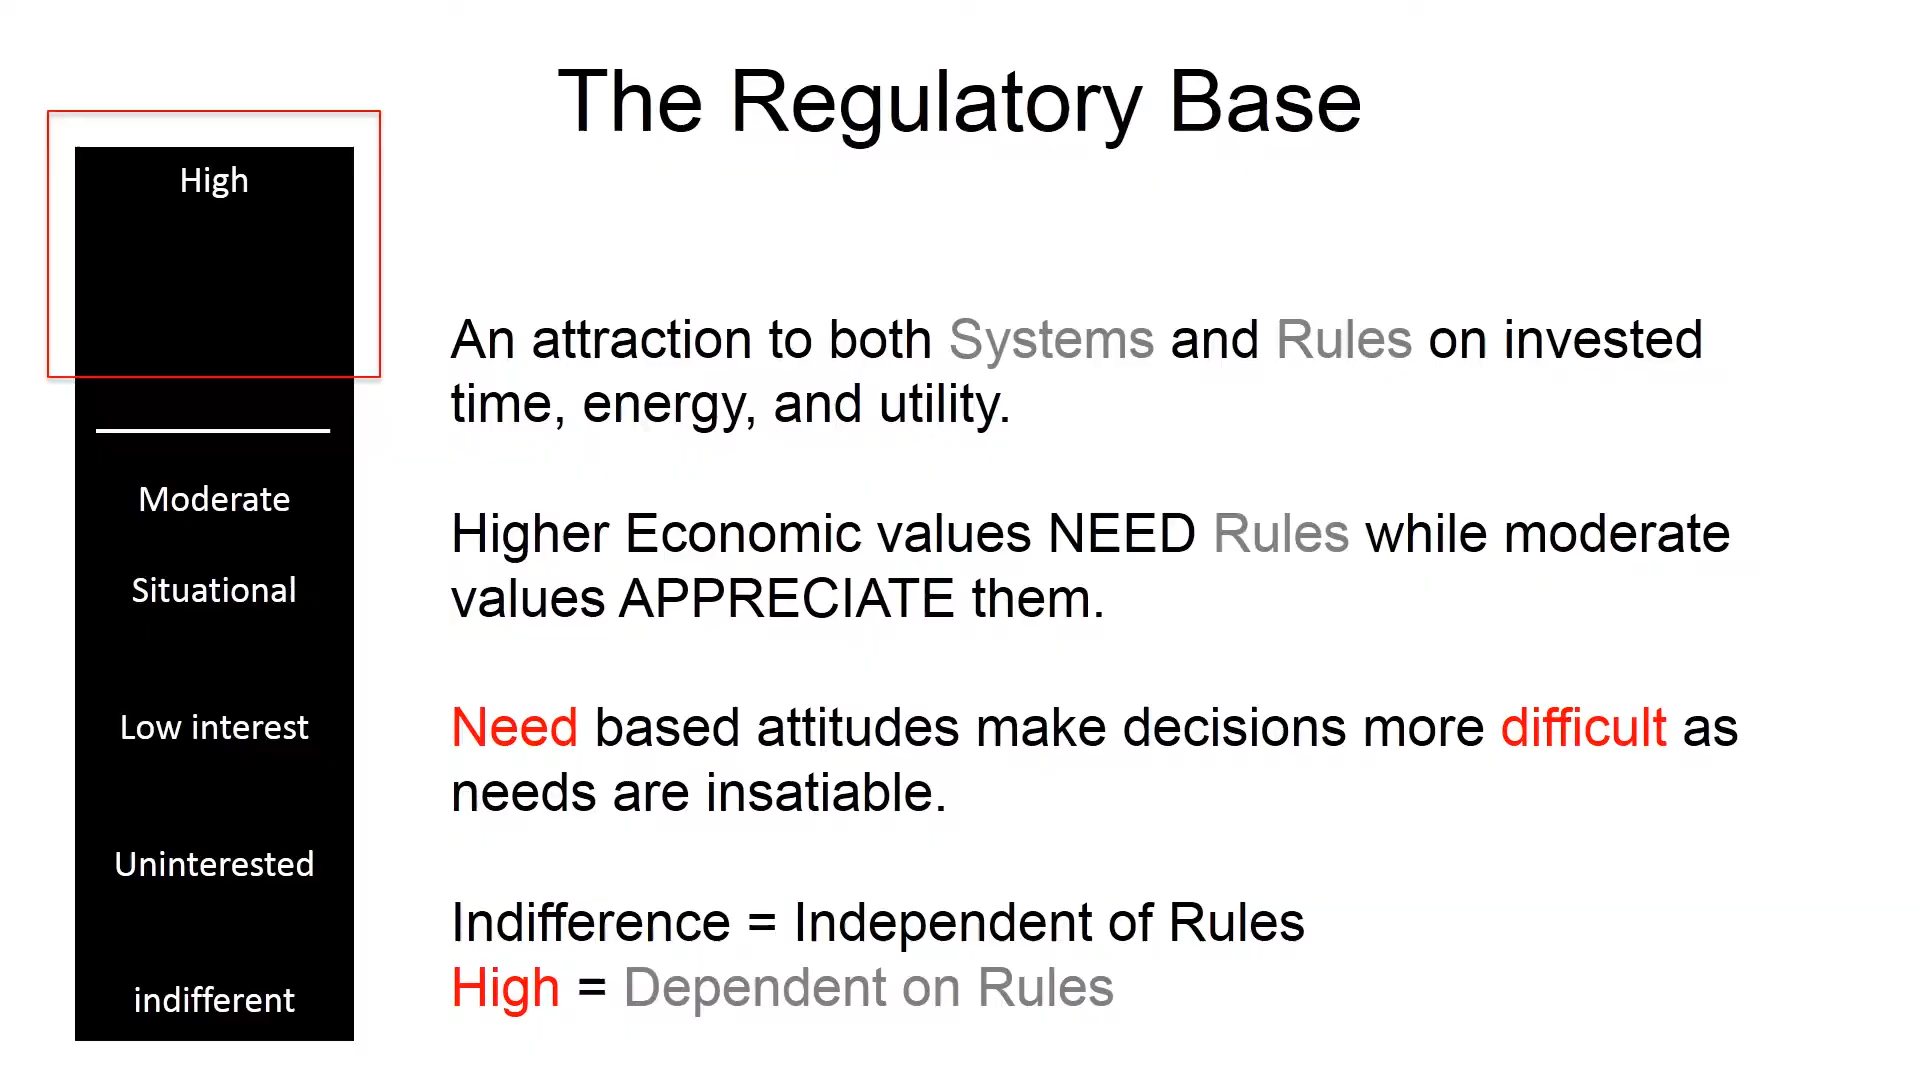 The Regulatory Base
High
Moderate
Situational
Low interest
Uninterested
indifferent
An attraction to both Systems and Rules on invested
time, energy, and utility.
Higher Economic values NEED Rules while moderate
values APPRECIATE them.
Need based attitudes make decisions more difficult as
needs are insatiable.
Indifference = Independent of Rules
High = Dependent on Rules